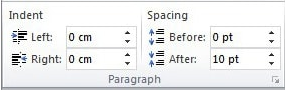 Indent Spacing
Left: 0 cm Before: 0 pt
Right: 0 cm After: 10 pt
Paragraph